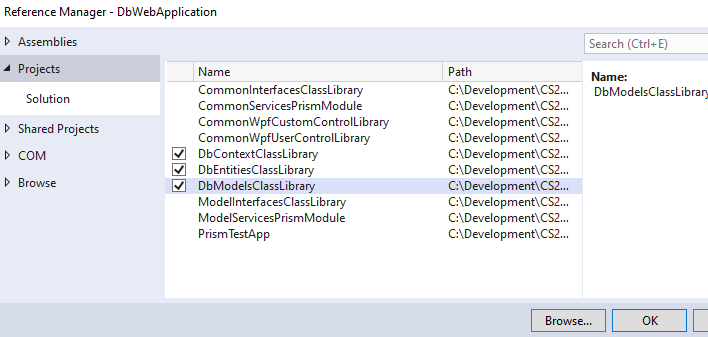 Reference Manager - DbWebApplication
Assemblies
Search (Ctrl+E)
Projects
Name Path
Name:
Solution
CommonInterfacesClassLibrary C:\Development\CS2...
DbModelsClassLibrary
CommonServicesPrismModule C:\Development\CS2...
Shared Projects
CommonWpfCustomControlLibrary C:\Development\CS2...
CommonWpfUserControlLibrary C:\Development\CS2...
COM
DbContextClassLibrary C:\Development\CS2...
DbEntitiesClassLibrary C:\Development\CS2...
Browse
DbModelsClassLibrary C:\Development\CS2...
ModelInterfacesClassLibrary C:\Development\CS2...
ModelServicesPrismModule C:\Development\CS2...
PrismTestApp C:\Development\CS2...
Browse... OK